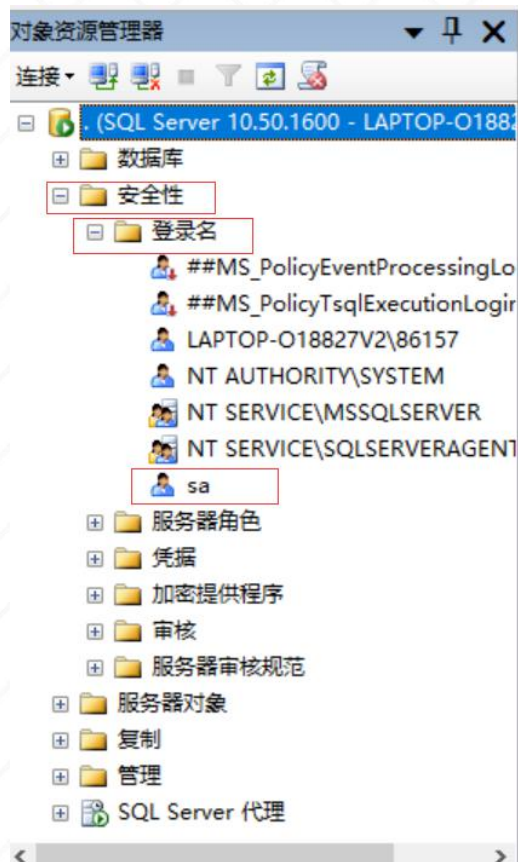 对象资源管理器
连接
. (SQL Server 10.50.1600 - LAPTOP-O1882
数据库
安全性
登录名
##MS_PolicyEventProcessingLo
##MS_PolicyTsqlExecutionLogin
LAPTOP-O18827V2\86157
NT AUTHORITY\SYSTEM
NT SERVICE\MSSQLSERVER
NT SERVICE\SQLSERVERAGENT
sa
服务器角色
凭据
加密提供程序
审核
服务器审核规范
服务器对象
复制
管理
SQL Server 代理